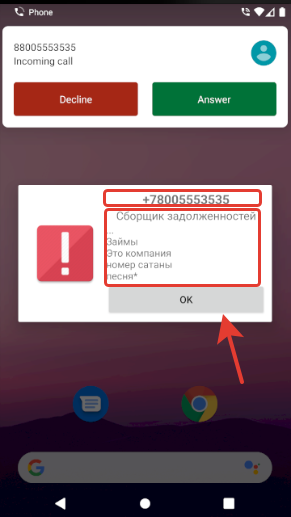 Phone
88005553535
Incoming call
Decline
Answer
+78005553535
Сборщик задолженностей
...
Займы
Это компания
номер сатаны
песня*
OK